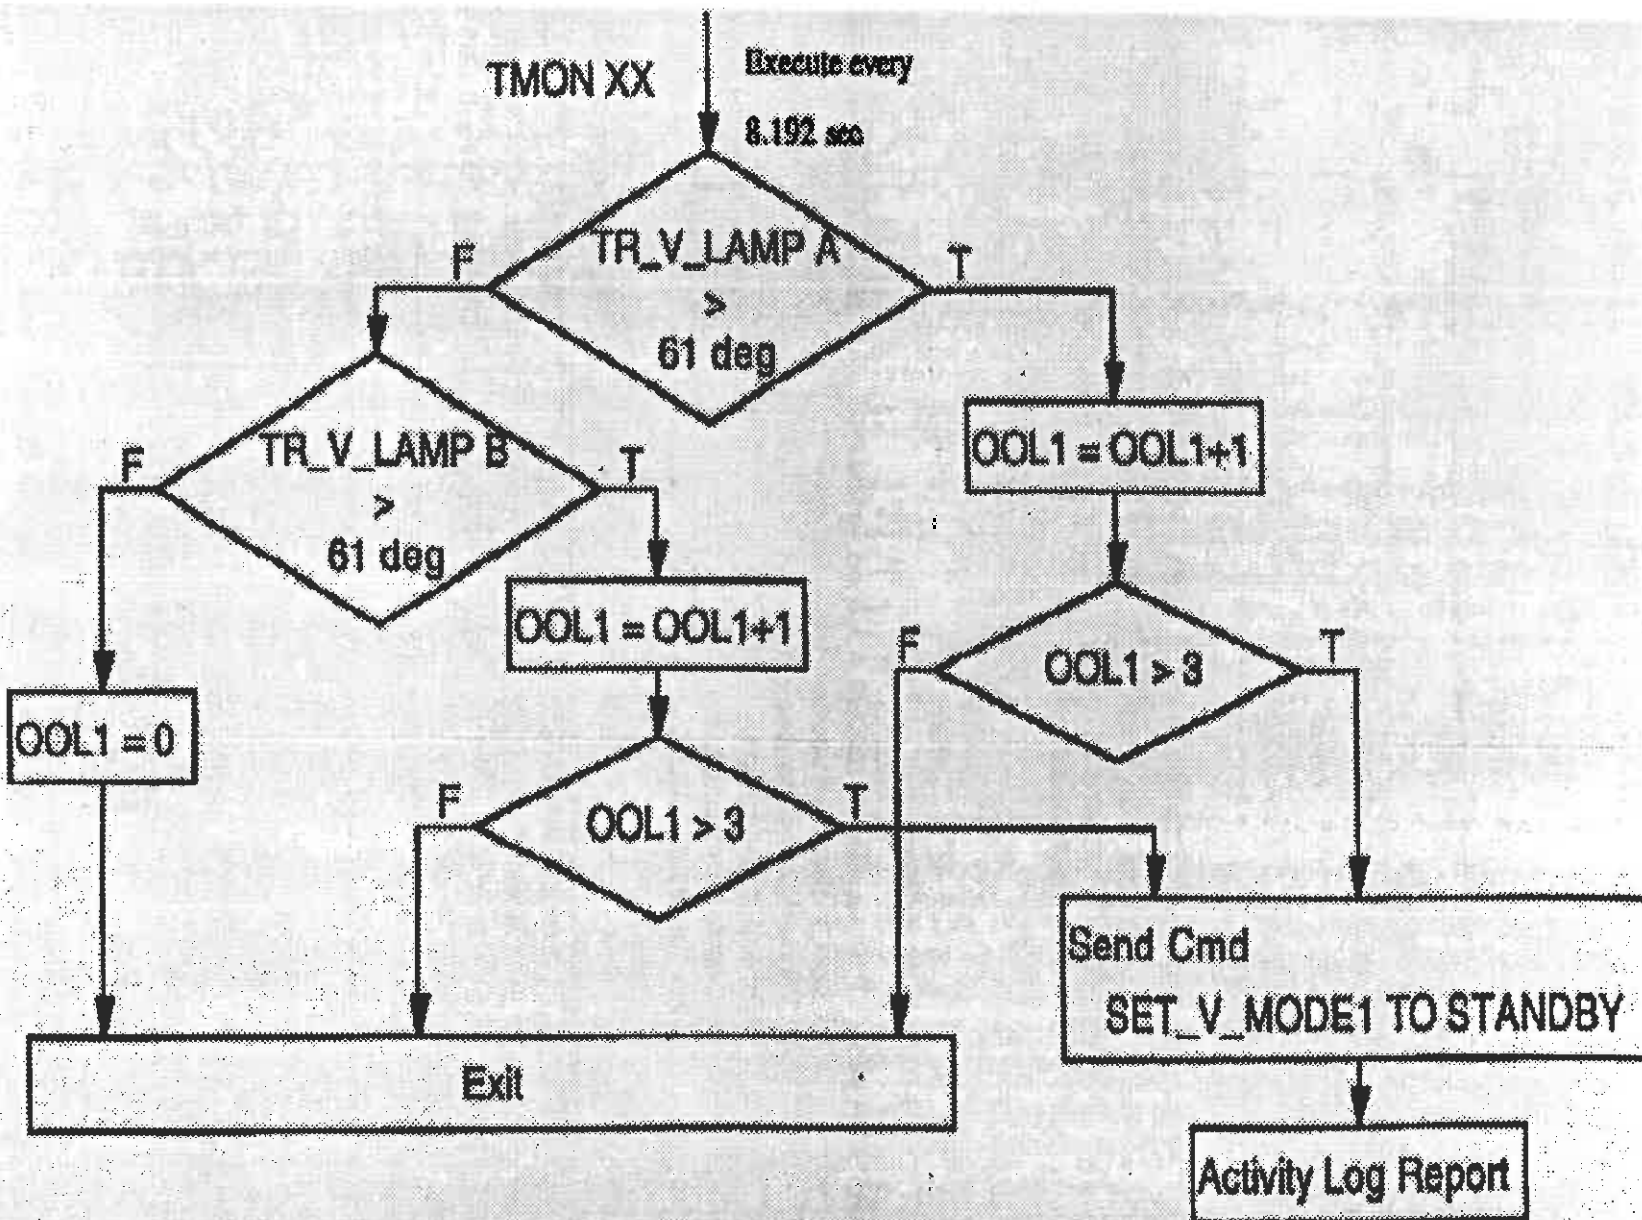 TMON XX
Execute every
8.192 sec
F
TR_V_LAMP A
T
>
61 deg
F
TR_V_LAMP B
T
>
61 deg
OOL1 = OOL1+1
OOL1 = OOL1+1
F
OOL1 > 3
T
OOL1 = 0
F
OOL1 > 3
T
Send Cmd
SET_V_MODE1 TO STANDBY
Exit
Activity Log Report